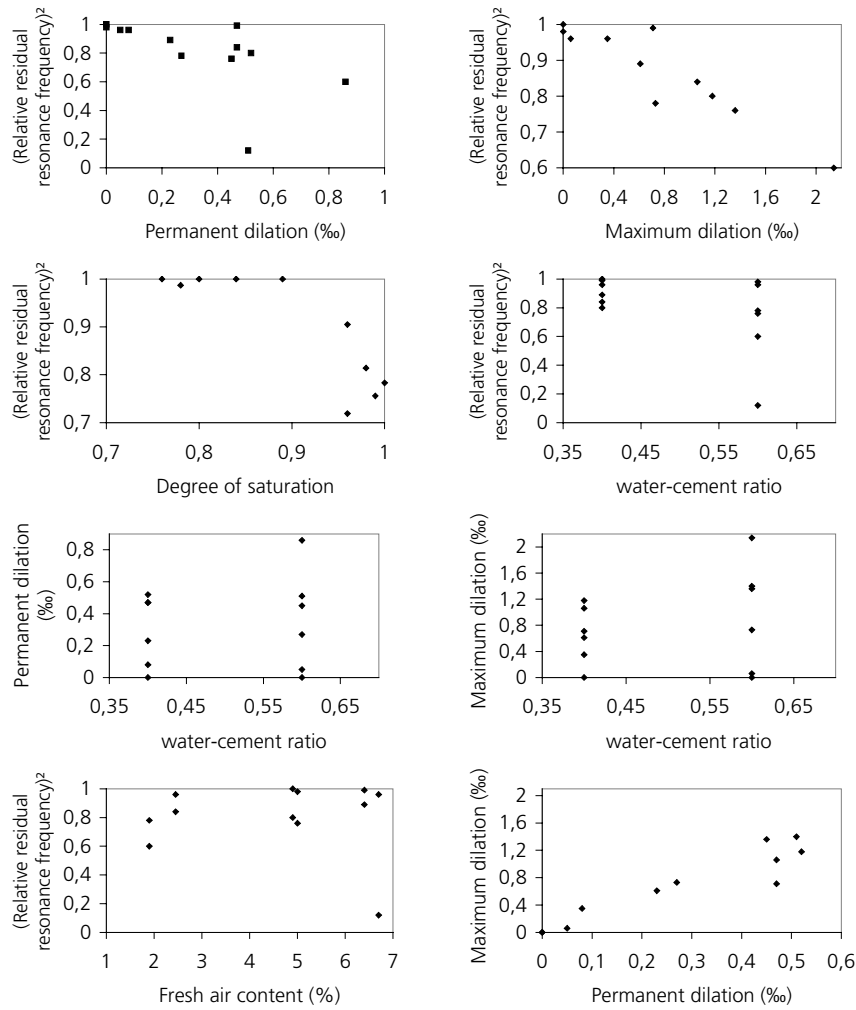 (Relative residual
resonance frequency)²
1
0,8
0,6
0,4
0,2
0
0 0,2 0,4 0,6 0,8 1
Permanent dilation (‰)
(Relative residual
resonance frequency)²
1
0,9
0,8
0,7
0,6
0 0,4 0,8 1,2 1,6 2
Maximum dilation (‰)
(Relative residual
resonance frequency)²
1
0,9
0,8
0,7
0,7 0,8 0,9 1
Degree of saturation
(Relative residual
resonance frequency)²
1
0,8
0,6
0,4
0,2
0
0,35 0,45 0,55 0,65
water-cement ratio
Permanent dilation
(‰)
0,8
0,6
0,4
0,2
0
0,35 0,45 0,55 0,65
water-cement ratio
Maximum dilation (‰)
2
1,6
1,2
0,8
0,4
0
0,35 0,45 0,55 0,65
water-cement ratio
(Relative residual
resonance frequency)²
1
0,8
0,6
0,4
0,2
0
1 2 3 4 5 6 7
Fresh air content (%)
Maximum dilation (‰)
2
1,6
1,2
0,8
0,4
0
0 0,1 0,2 0,3 0,4 0,5 0,6
Permanent dilation (‰)